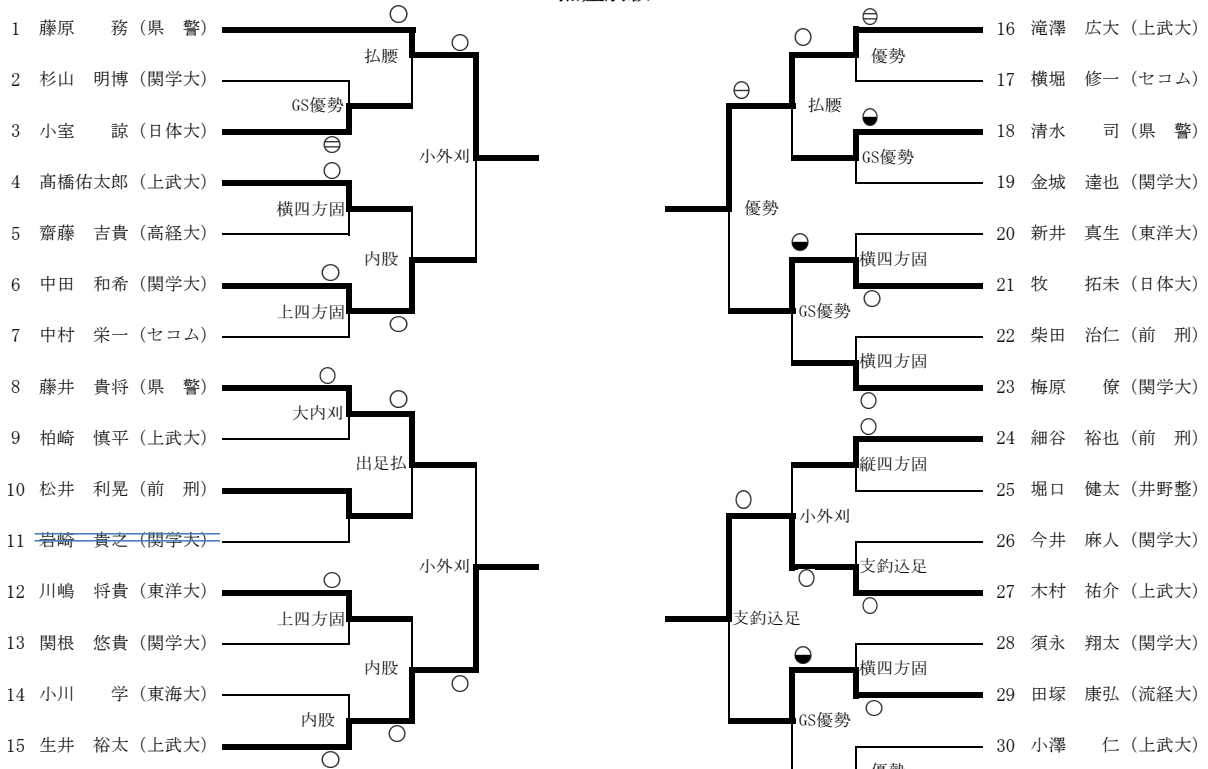 1 藤原 務（県 警）
払腰
2 杉山 明博（関学大）
GS優勢
3 小室 諒（日体大）
小外刈
4 髙橋佑太郎（上武大）
横四方固
5 齋藤 吉貴（高経大）
内股
6 中田 和希（関学大）
上四方固
7 中村 栄一（セコム）
8 藤井 貴将（県 警）
大内刈
9 柏崎 慎平（上武大）
出足払
10 松井 利晃（前 刑）
11 岩崎 貴之（関学大）
小外刈
12 川嶋 将貴（東洋大）
上四方固
13 関根 悠貴（関学大）
内股
14 小川 学（東海大）
内股
15 生井 裕太（上武大）
16 滝澤 広大（上武大）
優勢
17 横堀 修一（セコム）
払腰
18 清水 司（県 警）
GS優勢
19 金城 達也（関学大）
優勢
20 新井 真生（東洋大）
横四方固
21 牧 拓未（日体大）
GS優勢
22 柴田 治仁（前 刑）
横四方固
23 梅原 僚（関学大）
24 細谷 裕也（前 刑）
縦四方固
25 堀口 健太（井野整）
小外刈
26 今井 麻人（関学大）
支釣込足
27 木村 祐介（上武大）
支釣込足
28 須永 翔太（関学大）
横四方固
29 田塚 康弘（流経大）
GS優勢
30 小澤 仁（上武大）
優勢